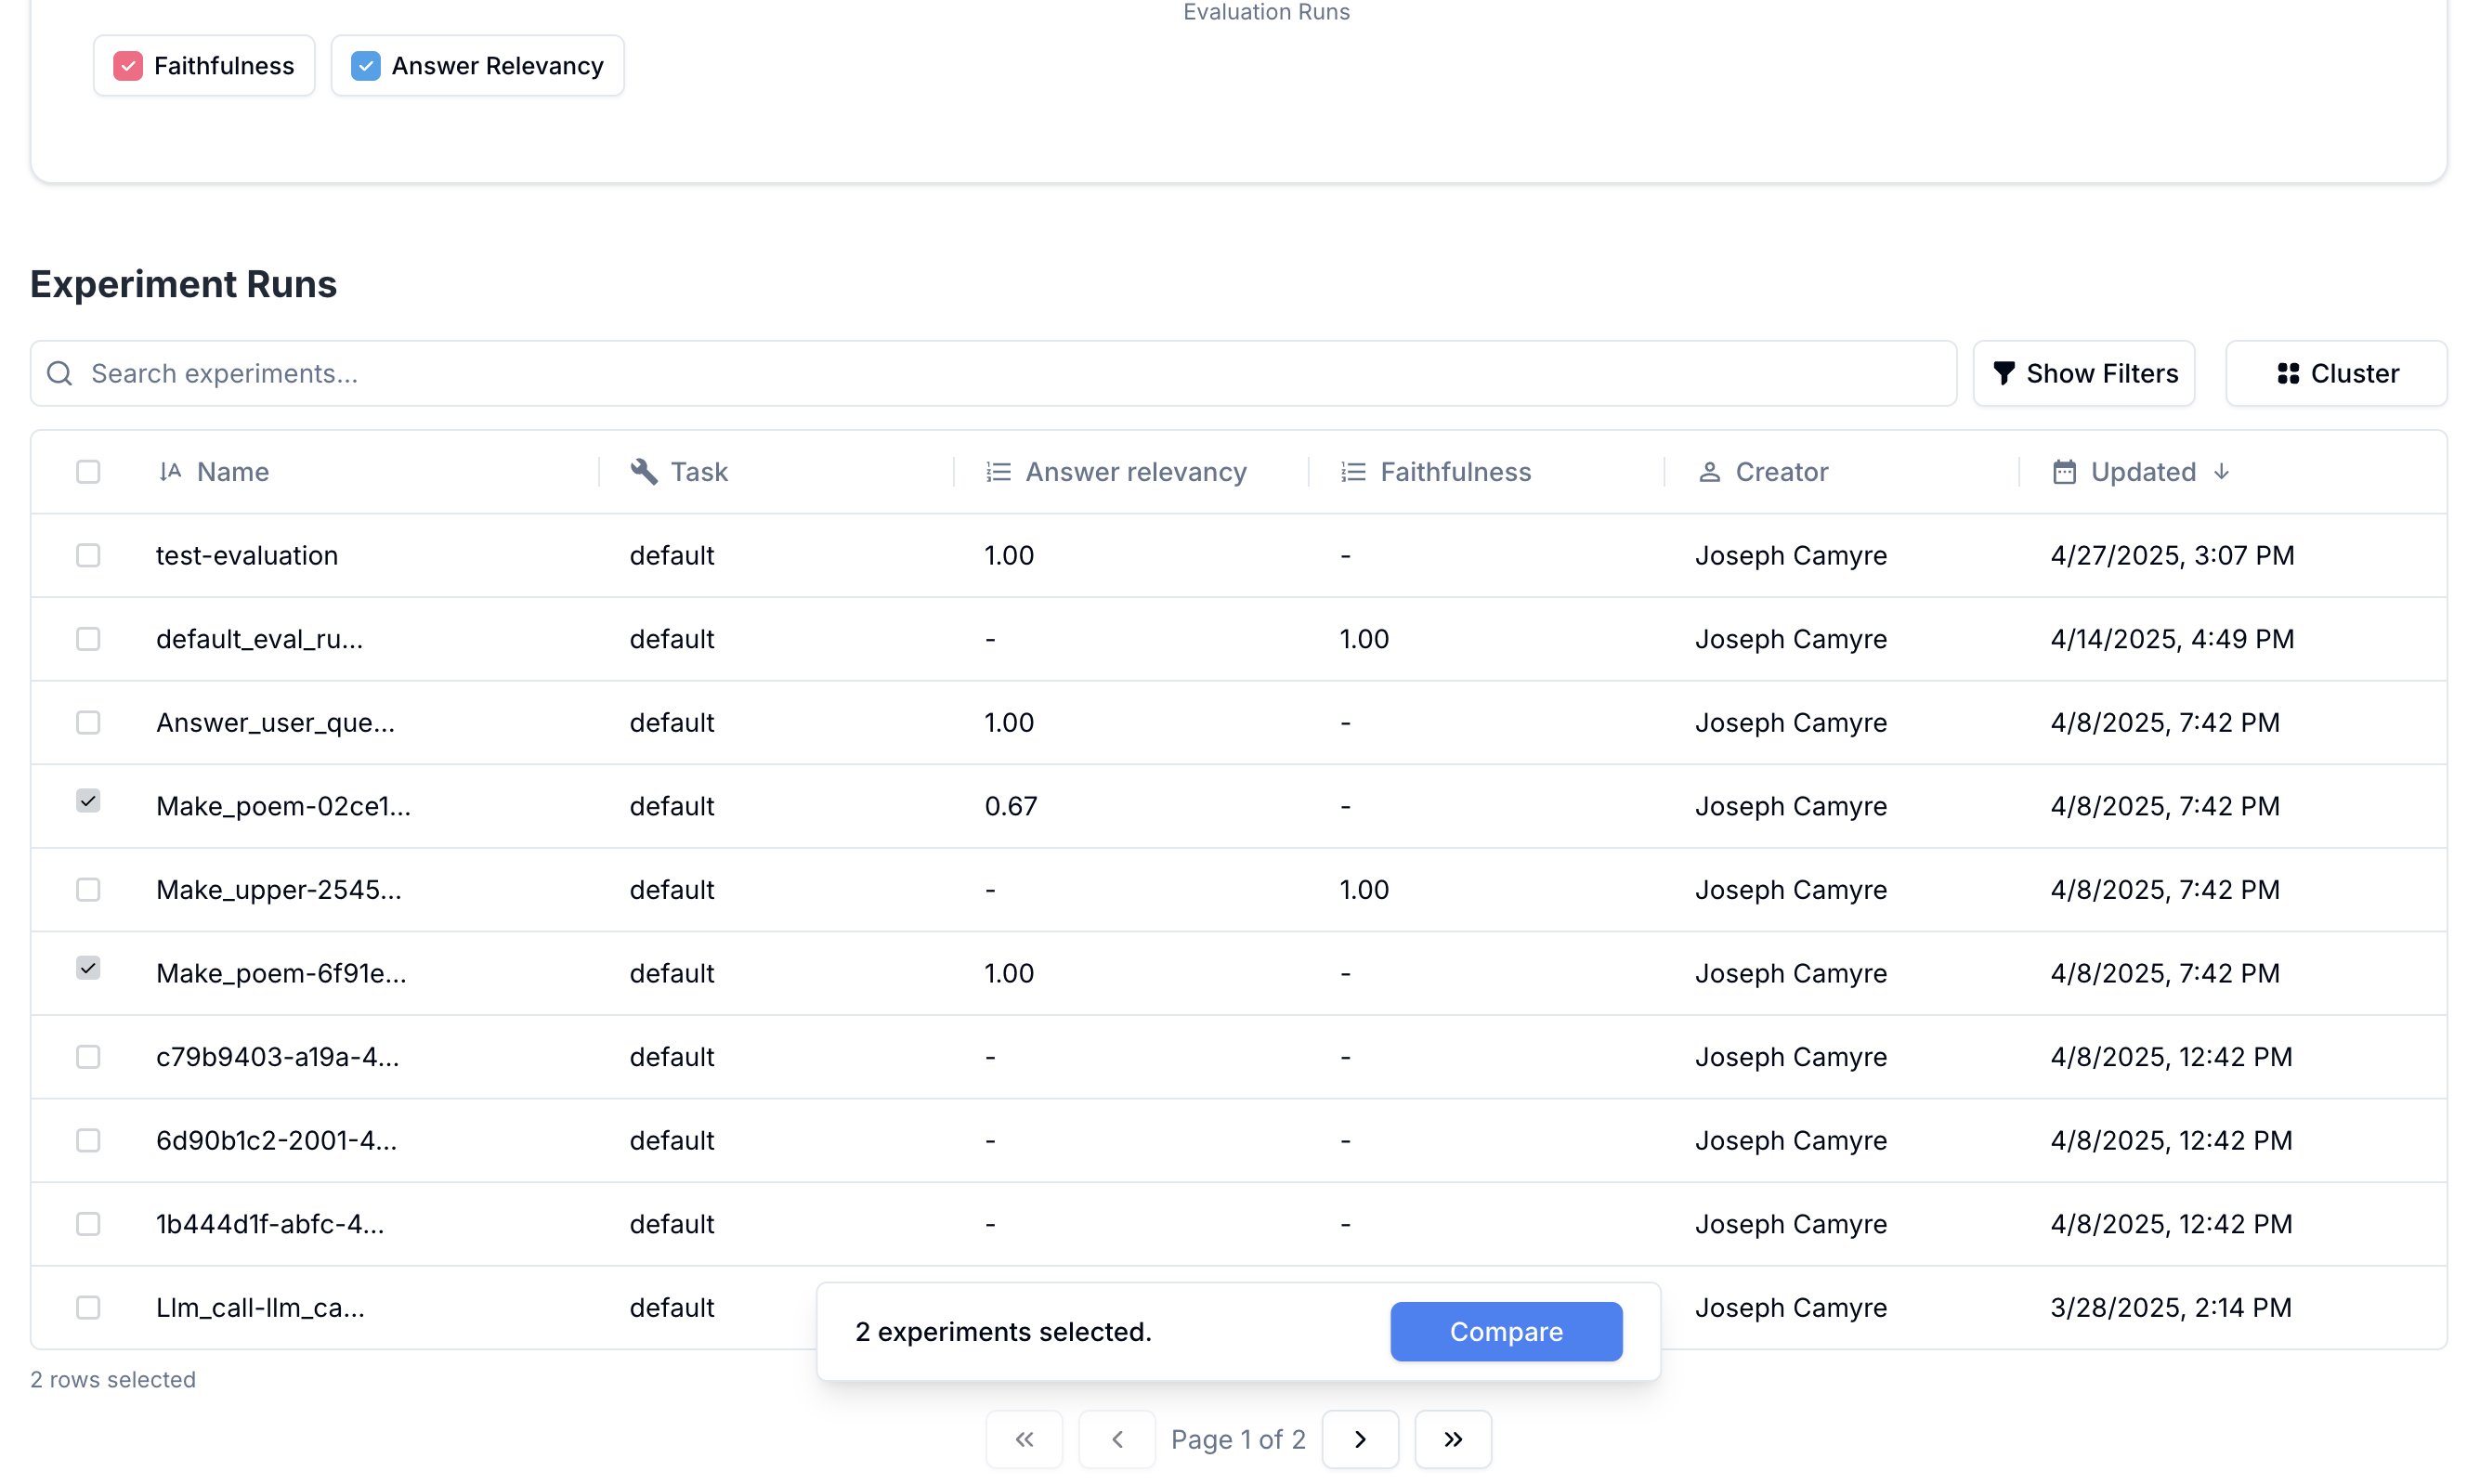 Evaluation Runs
Faithfulness Answer Relevancy
Experiment Runs
Search experiments... Show Filters Cluster
Name Task Answer relevancy Faithfulness Creator Updated
test-evaluation default 1.00 - Joseph Camyre 4/27/2025, 3:07 PM
default_eval_ru... default - 1.00 Joseph Camyre 4/14/2025, 4:49 PM
Answer_user_que... default 1.00 - Joseph Camyre 4/8/2025, 7:42 PM
Make_poem-02ce1... default 0.67 - Joseph Camyre 4/8/2025, 7:42 PM
Make_upper-2545... default - 1.00 Joseph Camyre 4/8/2025, 7:42 PM
Make_poem-6f91e... default 1.00 - Joseph Camyre 4/8/2025, 7:42 PM
c79b9403-a19a-4... default - - Joseph Camyre 4/8/2025, 12:42 PM
6d90b1c2-2001-4... default - - Joseph Camyre 4/8/2025, 12:42 PM
1b444d1f-abfc-4... default - - Joseph Camyre 4/8/2025, 12:42 PM
Llm_call-llm_ca... default Joseph Camyre 3/28/2025, 2:14 PM
2 experiments selected. Compare
2 rows selected
Page 1 of 2